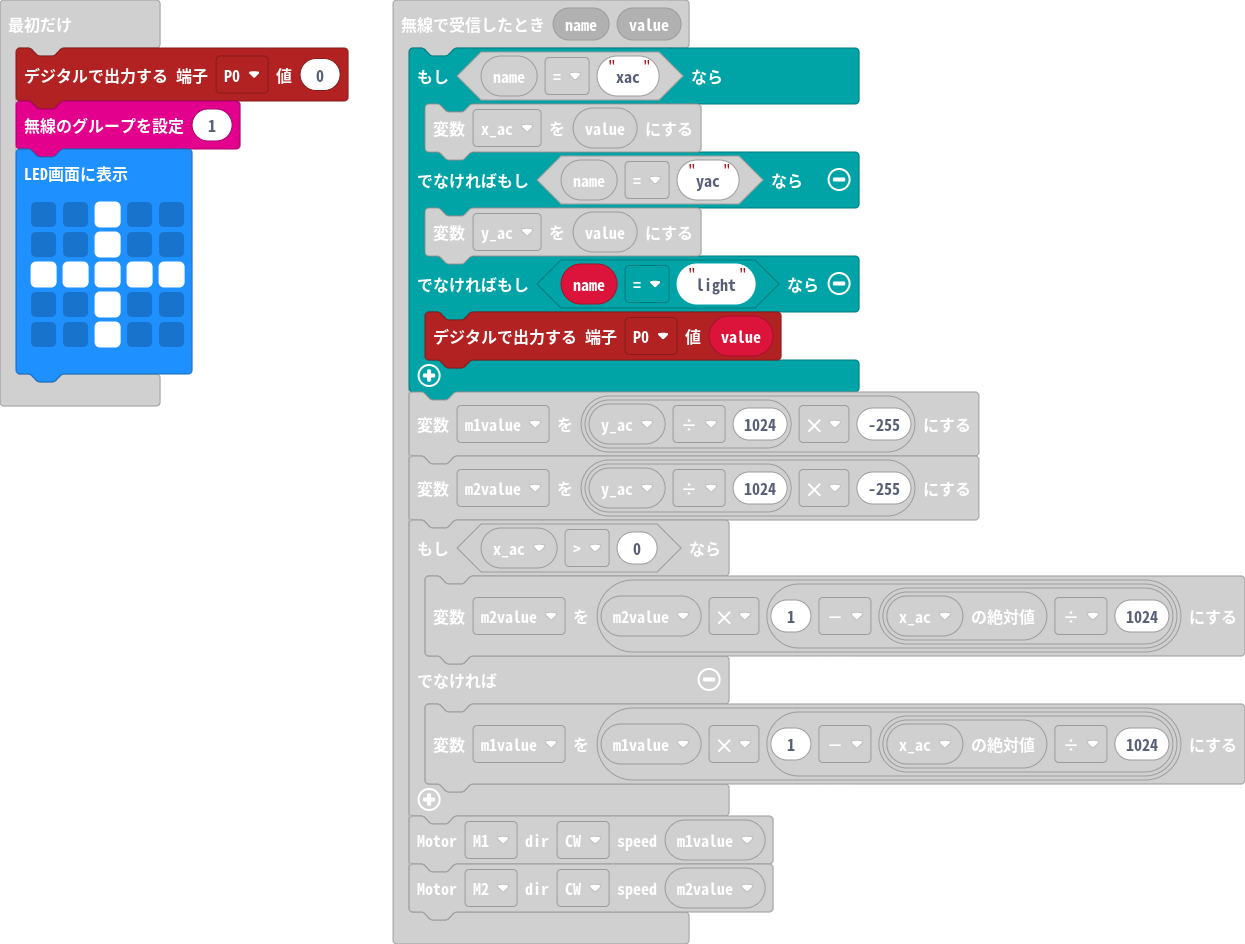 最初だけ
デジタルで出力する 端子 P0 値 0
無線のグループを設定 1
LED画面に表示
無線で受信したとき name value
もし name = "xac" なら
変数 x_ac を value にする
でなければもし name = "yac" なら
変数 y_ac を value にする
でなければもし name = "light" なら
デジタルで出力する 端子 P0 値 value
変数 m1value を y_ac ÷ 1024 × -255 にする
変数 m2value を y_ac ÷ 1024 × -255 にする
もし x_ac > 0 なら
変数 m2value を m2value × 1 - x_ac の絶対値 ÷ 1024 にする
でなければ
変数 m1value を m1value × 1 - x_ac の絶対値 ÷ 1024 にする
Motor M1 dir CW speed m1value
Motor M2 dir CW speed m2value